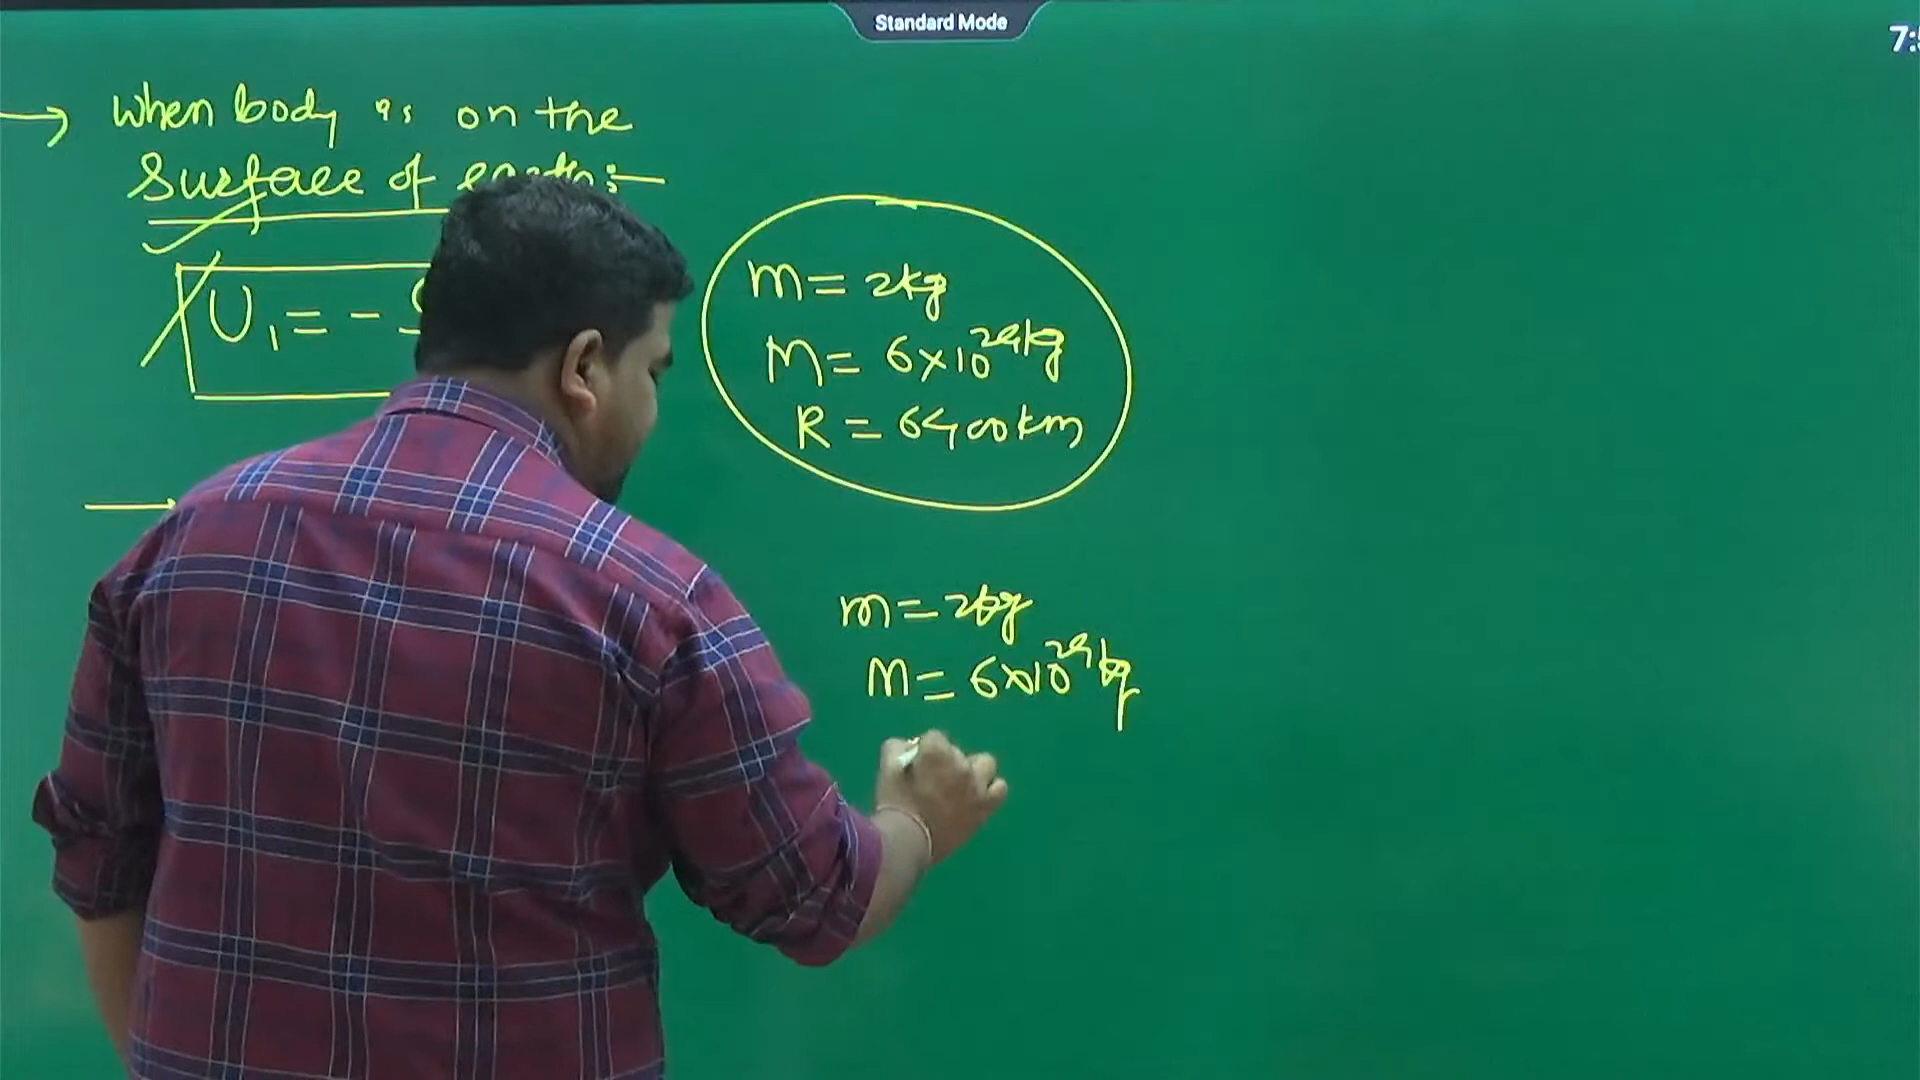 Standard Mode
→ When body is on the
Surface of earth:-
U₁ = -
m = 2kg
M = 6×10²⁴kg
R = 6400km
m = 2kg
M = 6×10²⁴kg